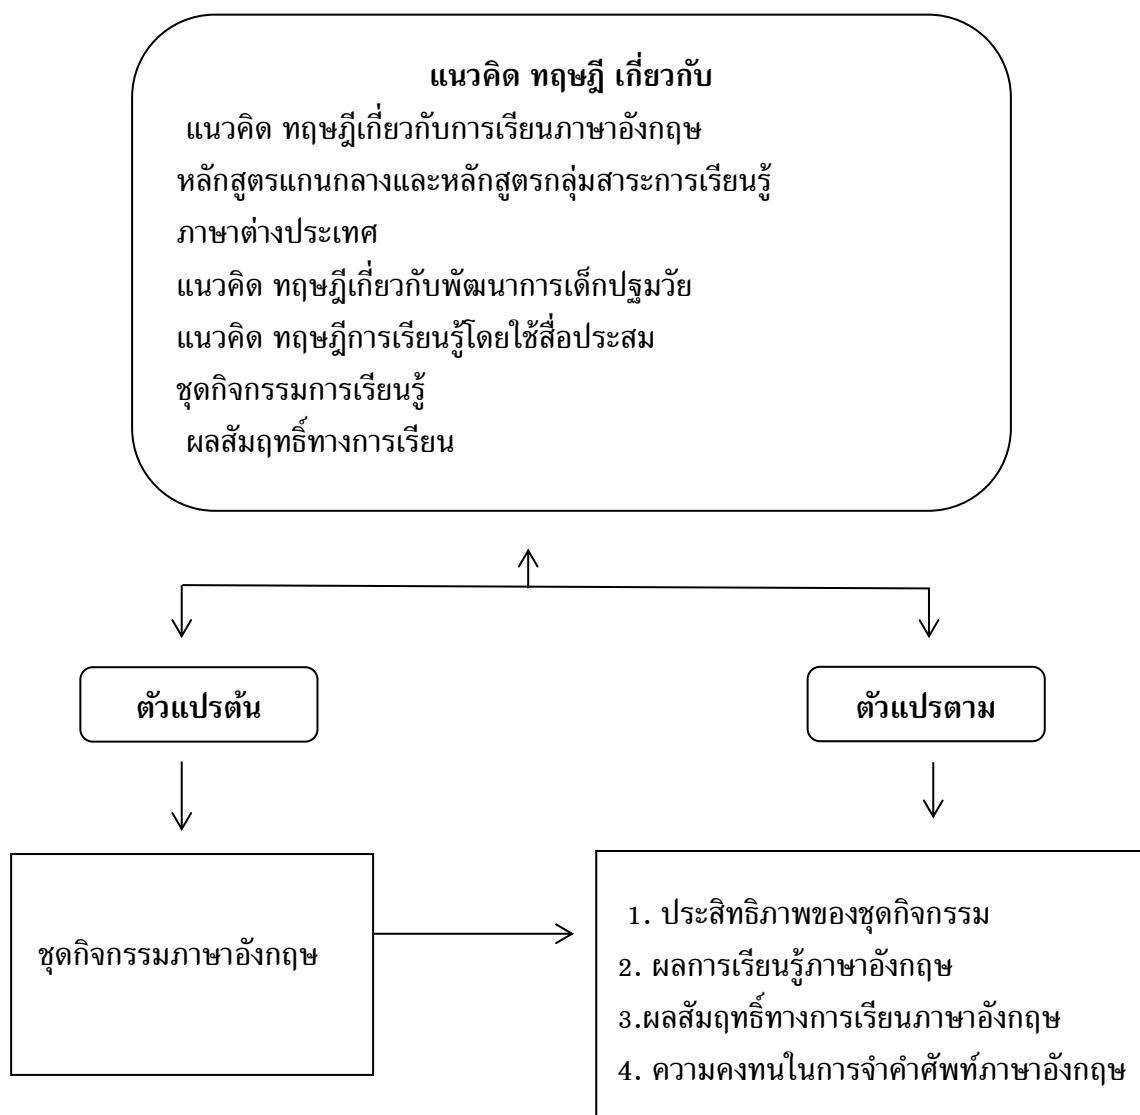 แนวคิด ทฤษฎี เกี่ยวกับ
แนวคิด ทฤษฎีเกี่ยวกับการเรียนภาษาอังกฤษ
หลักสูตรแกนกลางและหลักสูตรกลุ่มสาระการเรียนรู้
ภาษาต่างประเทศ
แนวคิด ทฤษฎีเกี่ยวกับพัฒนาการเด็กปฐมวัย
แนวคิด ทฤษฎีการเรียนรู้โดยใช้สื่อประสม
ชุดกิจกรรมการเรียนรู้
ผลสัมฤทธิ์ทางการเรียน
ตัวแปรต้น
ตัวแปรตาม
ชุดกิจกรรมภาษาอังกฤษ
1. ประสิทธิภาพของชุดกิจกรรม
2. ผลการเรียนรู้ภาษาอังกฤษ
3.ผลสัมฤทธิ์ทางการเรียนภาษาอังกฤษ
4. ความคงทนในการจำคำศัพท์ภาษาอังกฤษ